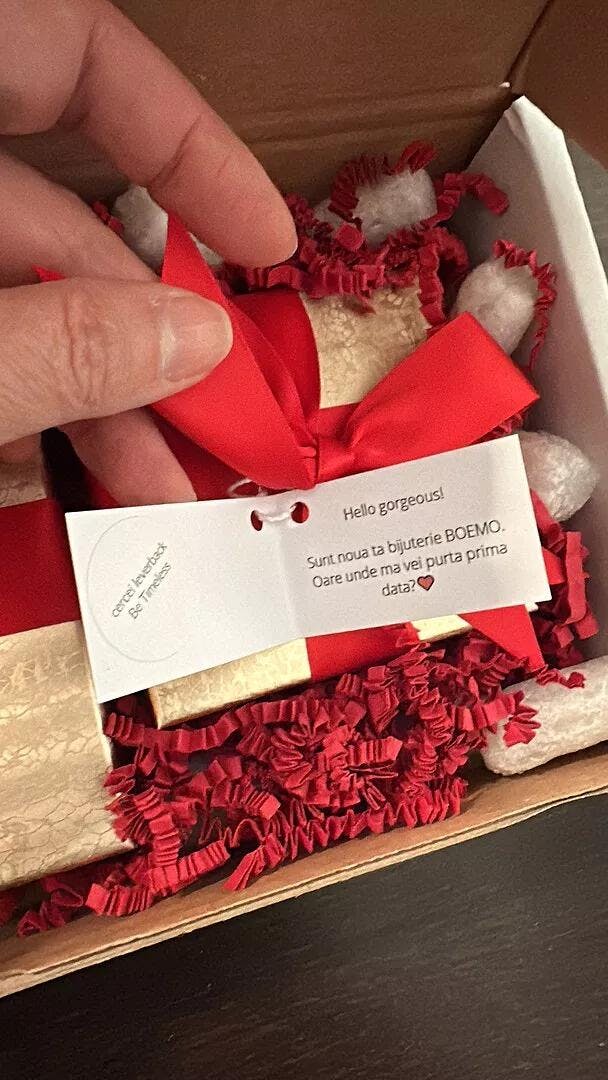 cercei leverback
Be Timeless
Hello gorgeous!
Sunt noua ta bijuterie BOEMO.
Oare unde ma vei purta prima
data?❤️